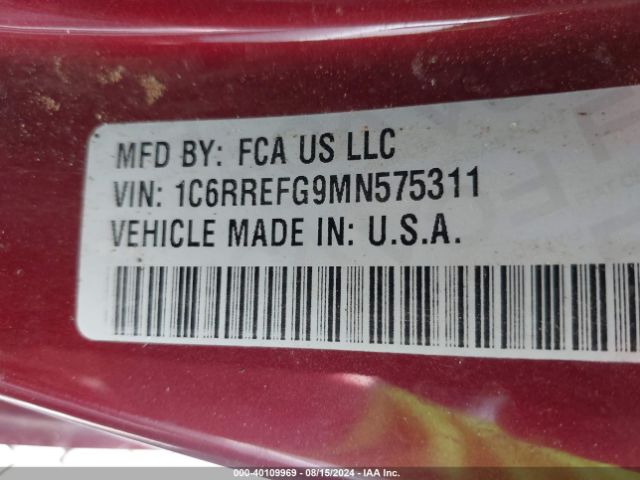 MFD BY: FCA US LLC
VIN: 1C6RREFG9MN575311
VEHICLE MADE IN: U.S.A.
000-40109969 - 08/15/2024 - IAA Inc.